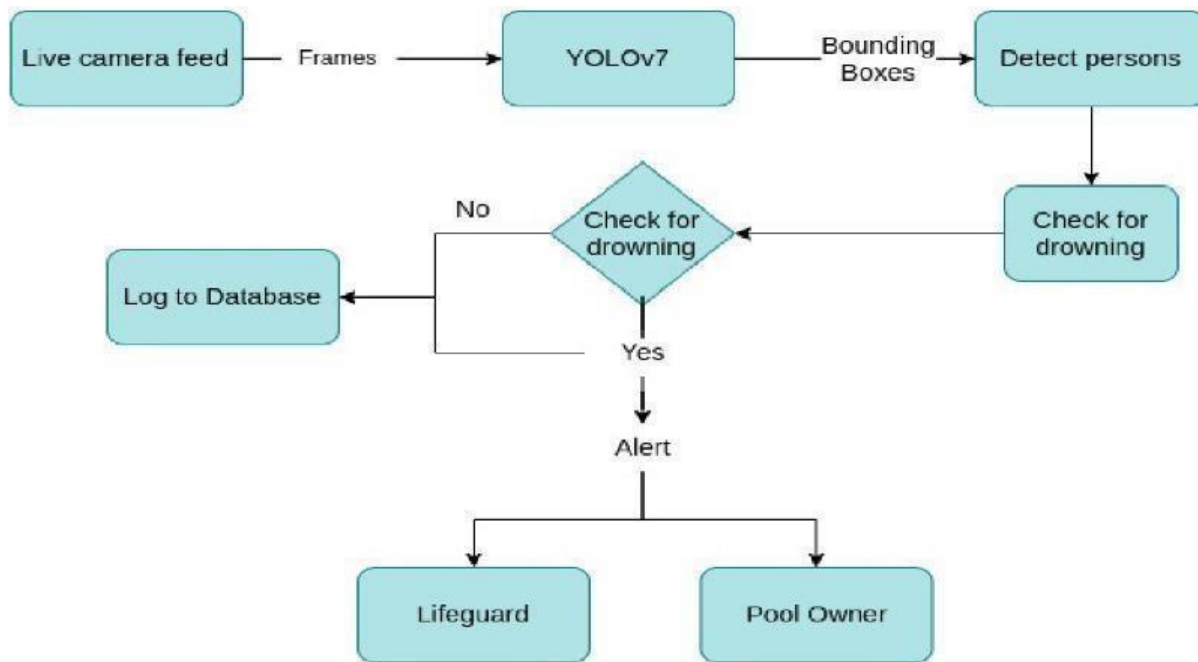 Live camera feed
Frames
YOLOv7
Bounding
Boxes
Detect persons
No
Check for
drowning
Check for
drowning
Log to Database
Yes
Alert
Lifeguard
Pool Owner